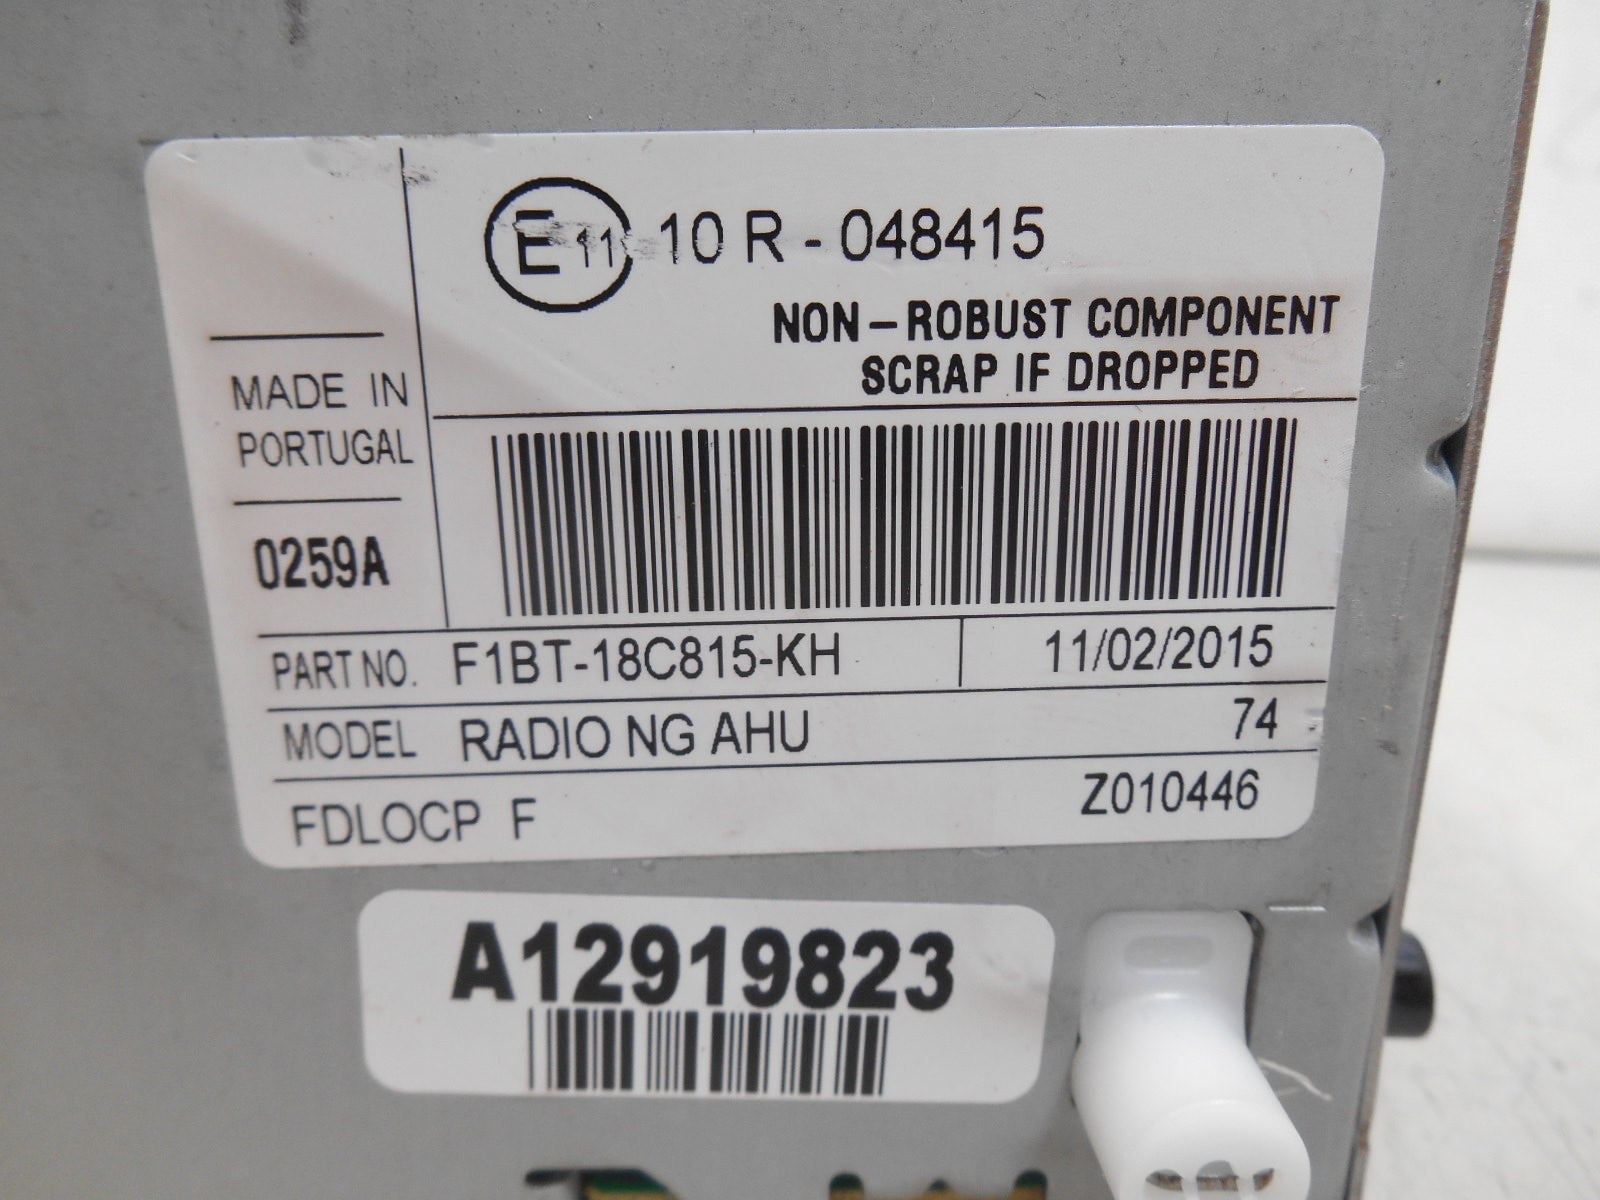 E 11 10 R - 048415
NON - ROBUST COMPONENT
SCRAP IF DROPPED
MADE IN
PORTUGAL
0259A
PART NO. F1BT-18C815-KH 11/02/2015
MODEL RADIO NG AHU 74
FDLOCP F Z010446
A12919823